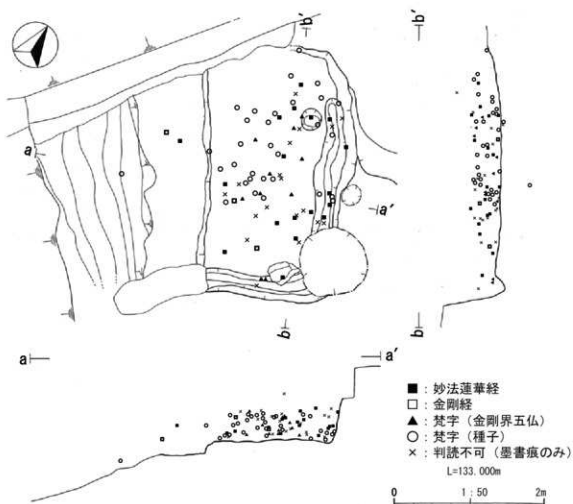 b'
b'
a
a'
b
b
a
a'
■：妙法蓮華経
□：金剛経
▲：梵字（金剛界五仏）
○：梵字（種子）
×：判読不可（墨書痕のみ）
L=133.000m
0 1:50 2m